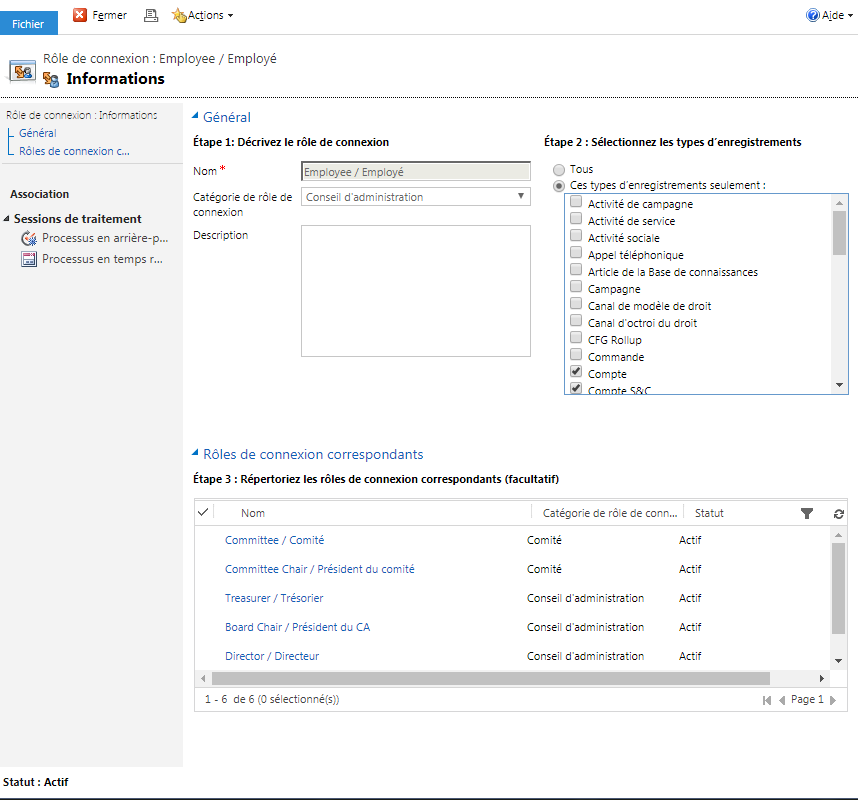 Fichier
Fermer
Actions
Aide
Rôle de connexion : Employee / Employé
Informations
Rôle de connexion : Informations
Général
Rôles de connexion c...
Association
Sessions de traitement
Processus en arrière-p...
Processus en temps r...
Général
Étape 1: Décrivez le rôle de connexion
Nom *
Employee / Employé
Catégorie de rôle de connexion
Conseil d'administration
Description
Étape 2 : Sélectionnez les types d'enregistrements
Tous
Ces types d'enregistrements seulement :
Activité de campagne
Activité de service
Activité sociale
Appel téléphonique
Article de la Base de connaissances
Campagne
Canal de modèle de droit
Canal d'octroi du droit
CFG Rollup
Commande
Compte
Compte S&C
Rôles de connexion correspondants
Étape 3 : Répertoriez les rôles de connexion correspondants (facultatif)
Nom Catégorie de rôle de conn... Statut
Committee / Comité Comité Actif
Committee Chair / Président du comité Comité Actif
Treasurer / Trésorier Conseil d'administration Actif
Board Chair / Président du CA Conseil d'administration Actif
Director / Directeur Conseil d'administration Actif
1 - 6 de 6 (0 sélectionné(s)) Page 1
Statut : Actif